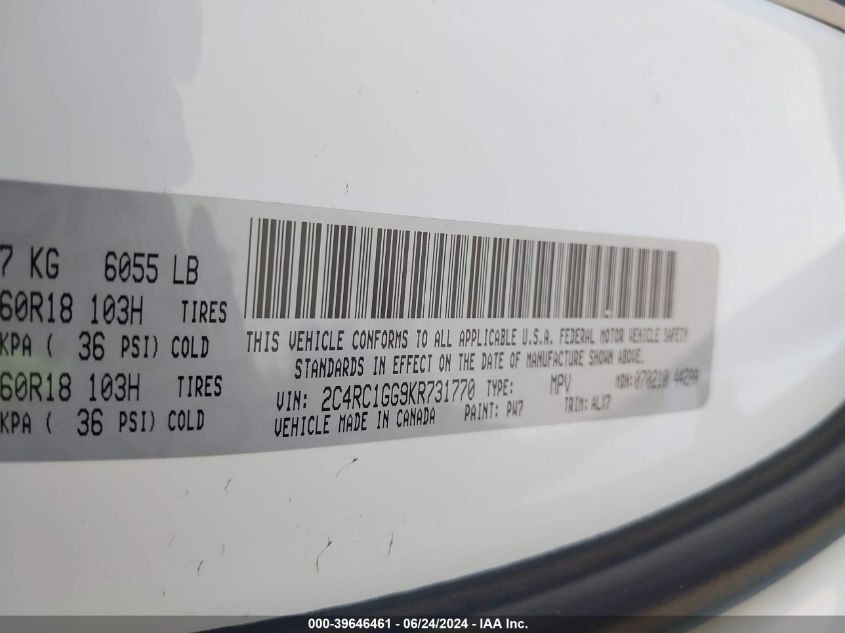 7 KG 6055 LB
60R18 103H TIRES
KPA ( 36 PSI) COLD
60R18 103H TIRES
KPA ( 36 PSI) COLD
THIS VEHICLE CONFORMS TO ALL APPLICABLE U.S.A. FEDERAL MOTOR VEHICLE SAFETY
STANDARDS IN EFFECT ON THE DATE OF MANUFACTURE SHOWN ABOVE.
VIN: 2C4RC1GG9KR731770 TYPE: MPV MDH:070210 442AA
VEHICLE MADE IN CANADA PAINT: PW7 TRIM: ALX7
000-39646461 - 06/24/2024 - IAA Inc.